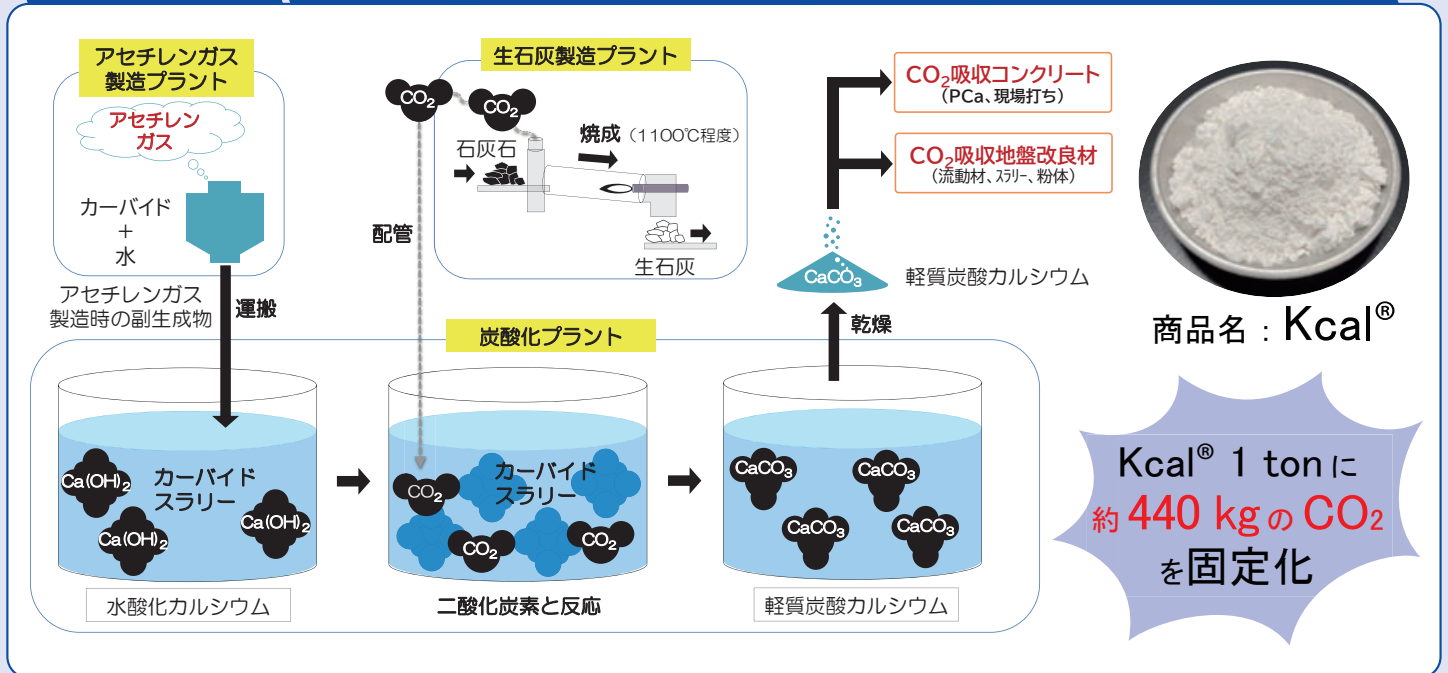 アセチレンガス
製造プラント
アセチレン
ガス
カーバイド
+
水
アセチレンガス
製造時の副生成物
運搬
生石灰製造プラント
CO₂
CO₂
石灰石
焼成（1100℃程度）
生石灰
配管
炭酸化プラント
Ca(OH)₂
Ca(OH)₂
Ca(OH)₂
カーバイド
スラリー
水酸化カルシウム
カーバイド
スラリー
CO₂
CO₂
CO₂
二酸化炭素と反応
CaCO₃
CaCO₃
CaCO₃
CaCO₃
軽質炭酸カルシウム
乾燥
CaCO₃
軽質炭酸カルシウム
CO₂吸収コンクリート
（PCa、現場打ち）
CO₂吸収地盤改良材
（流動材、ｽﾗﾘｰ、粉体）
商品名：Kcal®
Kcal® 1 ton に
約 440 kg の CO₂
を固定化